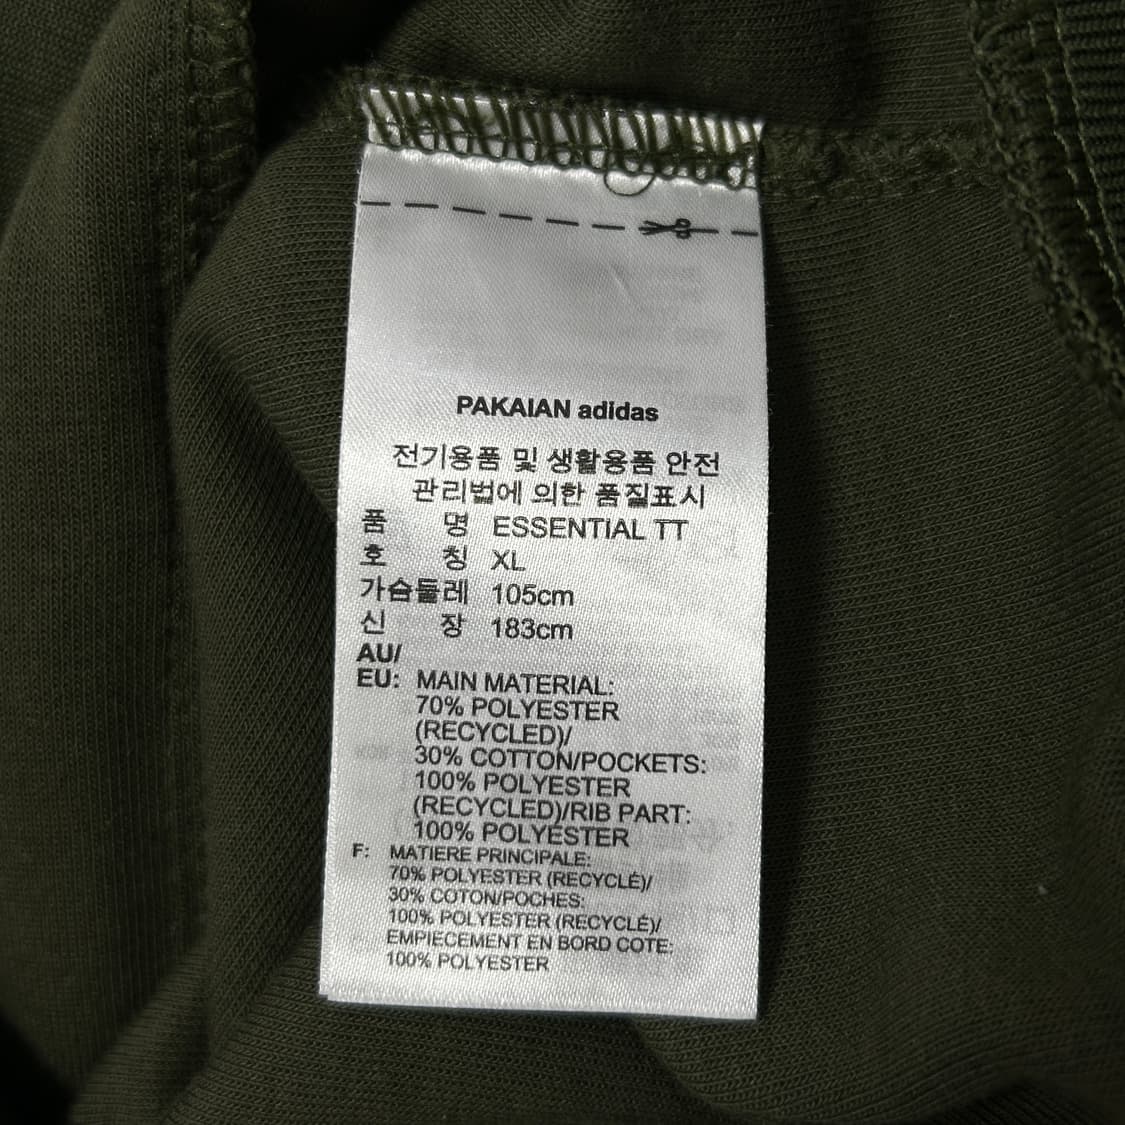 PAKAIAN adidas
전기용품 및 생활용품 안전
관리법에 의한 품질표시
품 명 ESSENTIAL TT
호 칭 XL
가슴둘레 105cm
신 장 183cm
AU/
EU: MAIN MATERIAL:
70% POLYESTER
(RECYCLED)/
30% COTTON/POCKETS:
100% POLYESTER
(RECYCLED)/RIB PART:
100% POLYESTER
F: MATIERE PRINCIPALE:
70% POLYESTER (RECYCLÉ)/
30% COTON/POCHES:
100% POLYESTER (RECYCLÉ)/
EMPIECEMENT EN BORD COTE:
100% POLYESTER